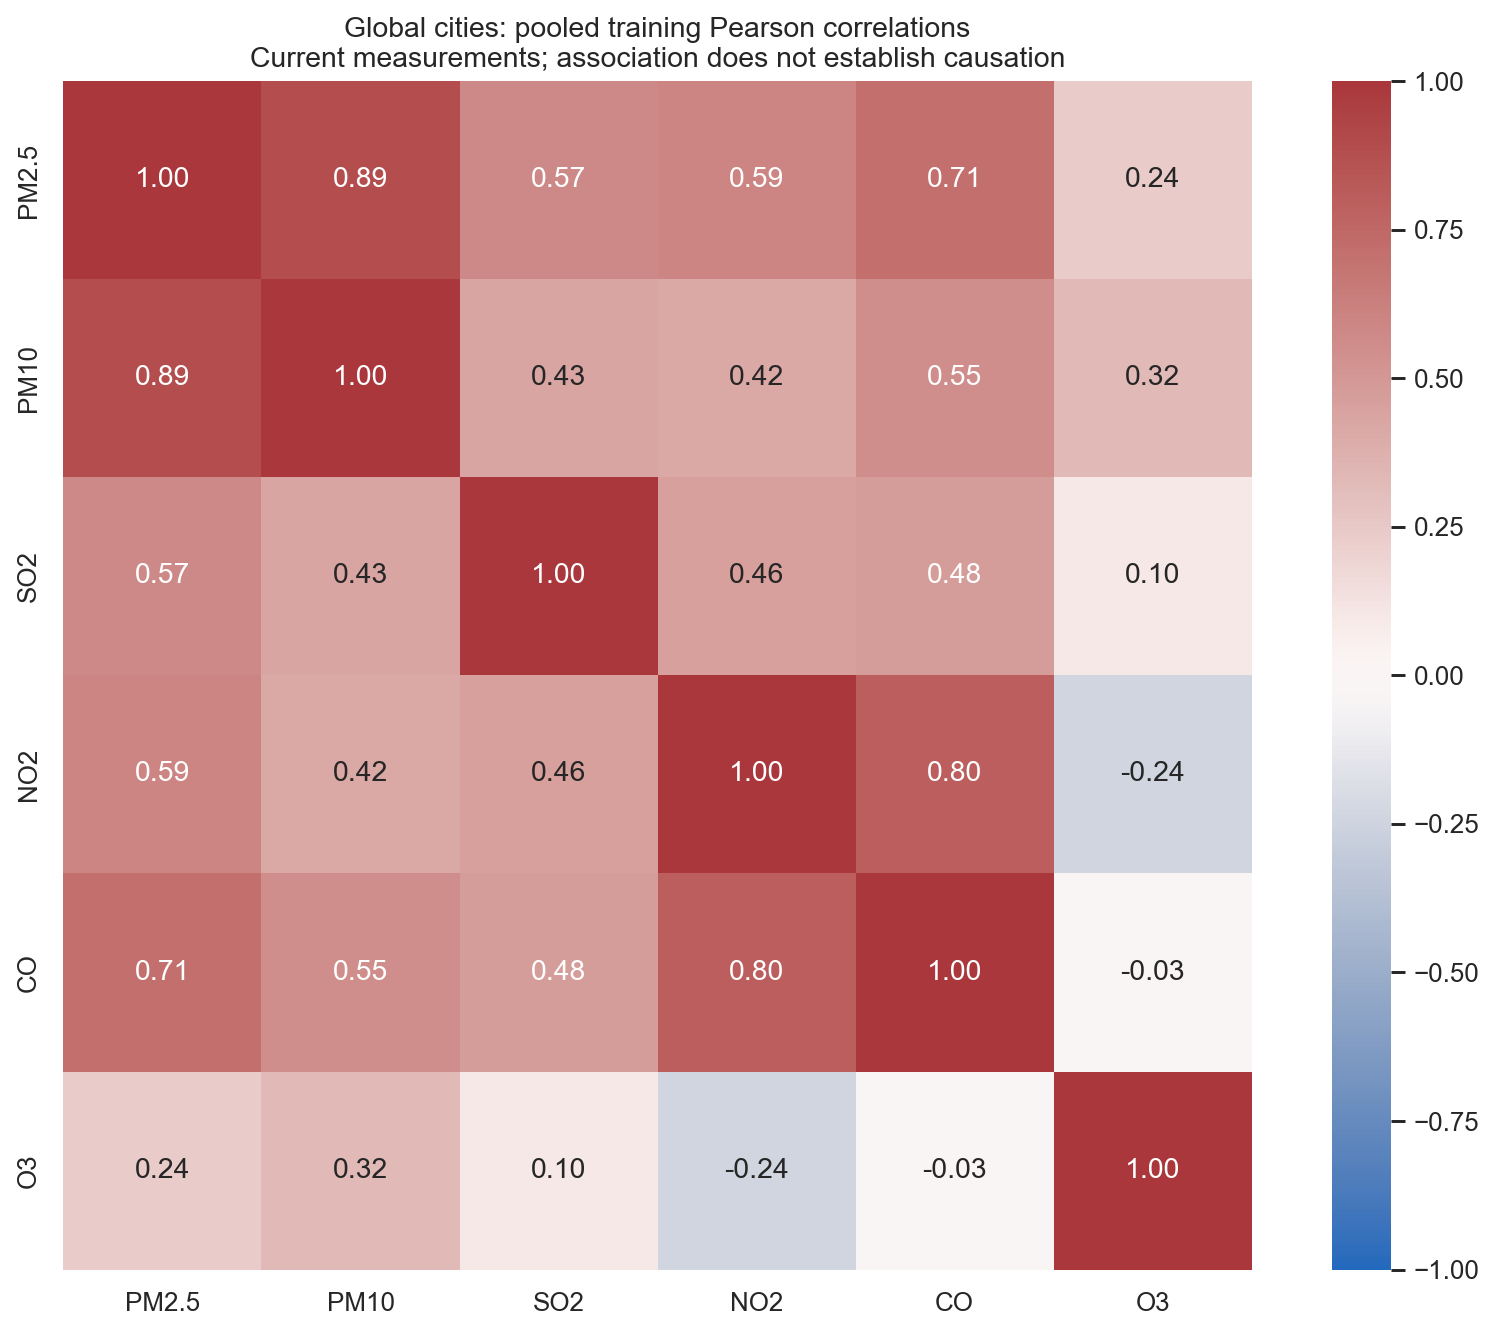 Global cities: pooled training Pearson correlations
Current measurements; association does not establish causation
PM2.5 1.00 0.89 0.57 0.59 0.71 0.24
PM10 0.89 1.00 0.43 0.42 0.55 0.32
SO2 0.57 0.43 1.00 0.46 0.48 0.10
NO2 0.59 0.42 0.46 1.00 0.80 -0.24
CO 0.71 0.55 0.48 0.80 1.00 -0.03
O3 0.24 0.32 0.10 -0.24 -0.03 1.00
PM2.5 PM10 SO2 NO2 CO O3
1.00
0.75
0.50
0.25
0.00
−0.25
−0.50
−0.75
−1.00